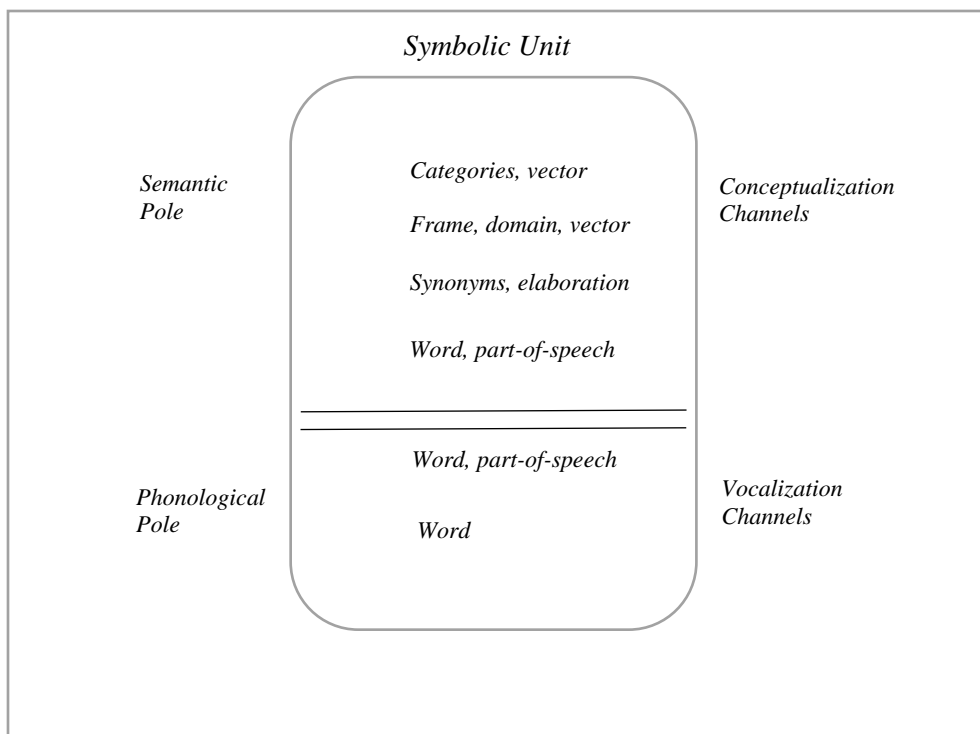 Symbolic Unit
Semantic
Pole
Categories, vector
Frame, domain, vector
Synonyms, elaboration
Word, part-of-speech
Conceptualization
Channels
Phonological
Pole
Word, part-of-speech
Word
Vocalization
Channels